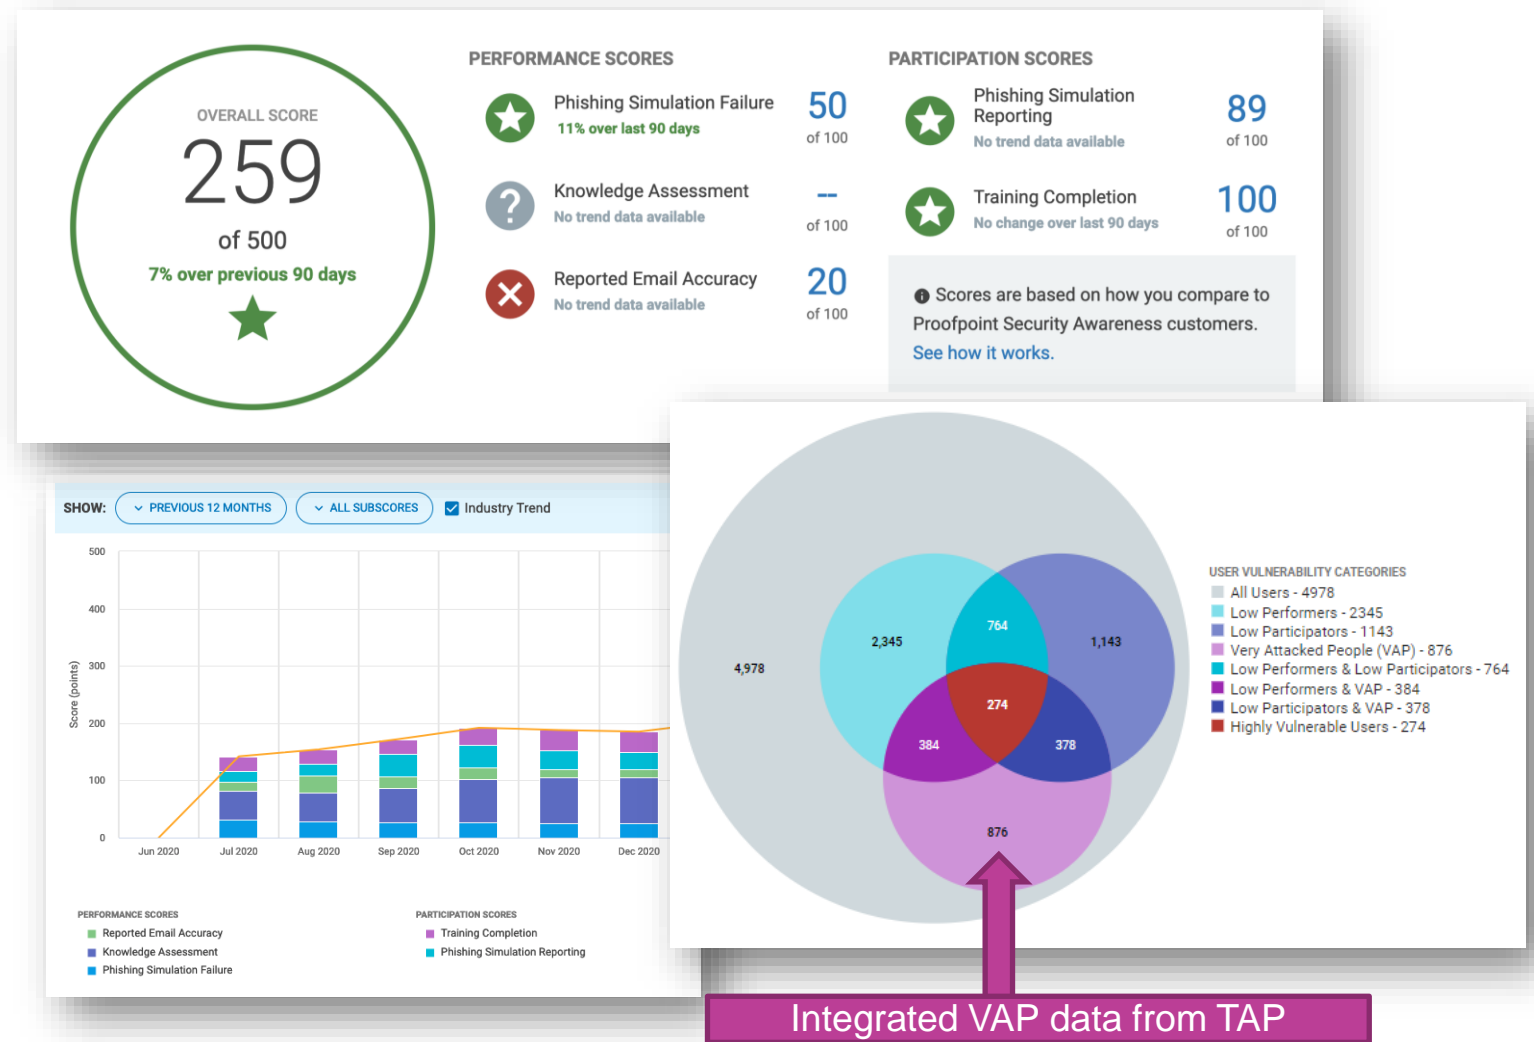 OVERALL SCORE
259
of 500
7% over previous 90 days
PERFORMANCE SCORES
Phishing Simulation Failure
11% over last 90 days
50
of 100
Knowledge Assessment
No trend data available
--
of 100
Reported Email Accuracy
No trend data available
20
of 100
PARTICIPATION SCORES
Phishing Simulation
Reporting
No trend data available
89
of 100
Training Completion
No change over last 90 days
100
of 100
Scores are based on how you compare to
Proofpoint Security Awareness customers.
See how it works.
SHOW:
PREVIOUS 12 MONTHS
ALL SUBSCORES
Industry Trend
Score (points)
500
400
300
200
100
0
Jun 2020
Jul 2020
Aug 2020
Sep 2020
Oct 2020
Nov 2020
Dec 2020
PERFORMANCE SCORES
Reported Email Accuracy
Knowledge Assessment
Phishing Simulation Failure
PARTICIPATION SCORES
Training Completion
Phishing Simulation Reporting
4,978
2,345
764
1,143
274
384
378
876
USER VULNERABILITY CATEGORIES
All Users - 4978
Low Performers - 2345
Low Participators - 1143
Very Attacked People (VAP) - 876
Low Performers & Low Participators - 764
Low Performers & VAP - 384
Low Participators & VAP - 378
Highly Vulnerable Users - 274
Integrated VAP data from TAP